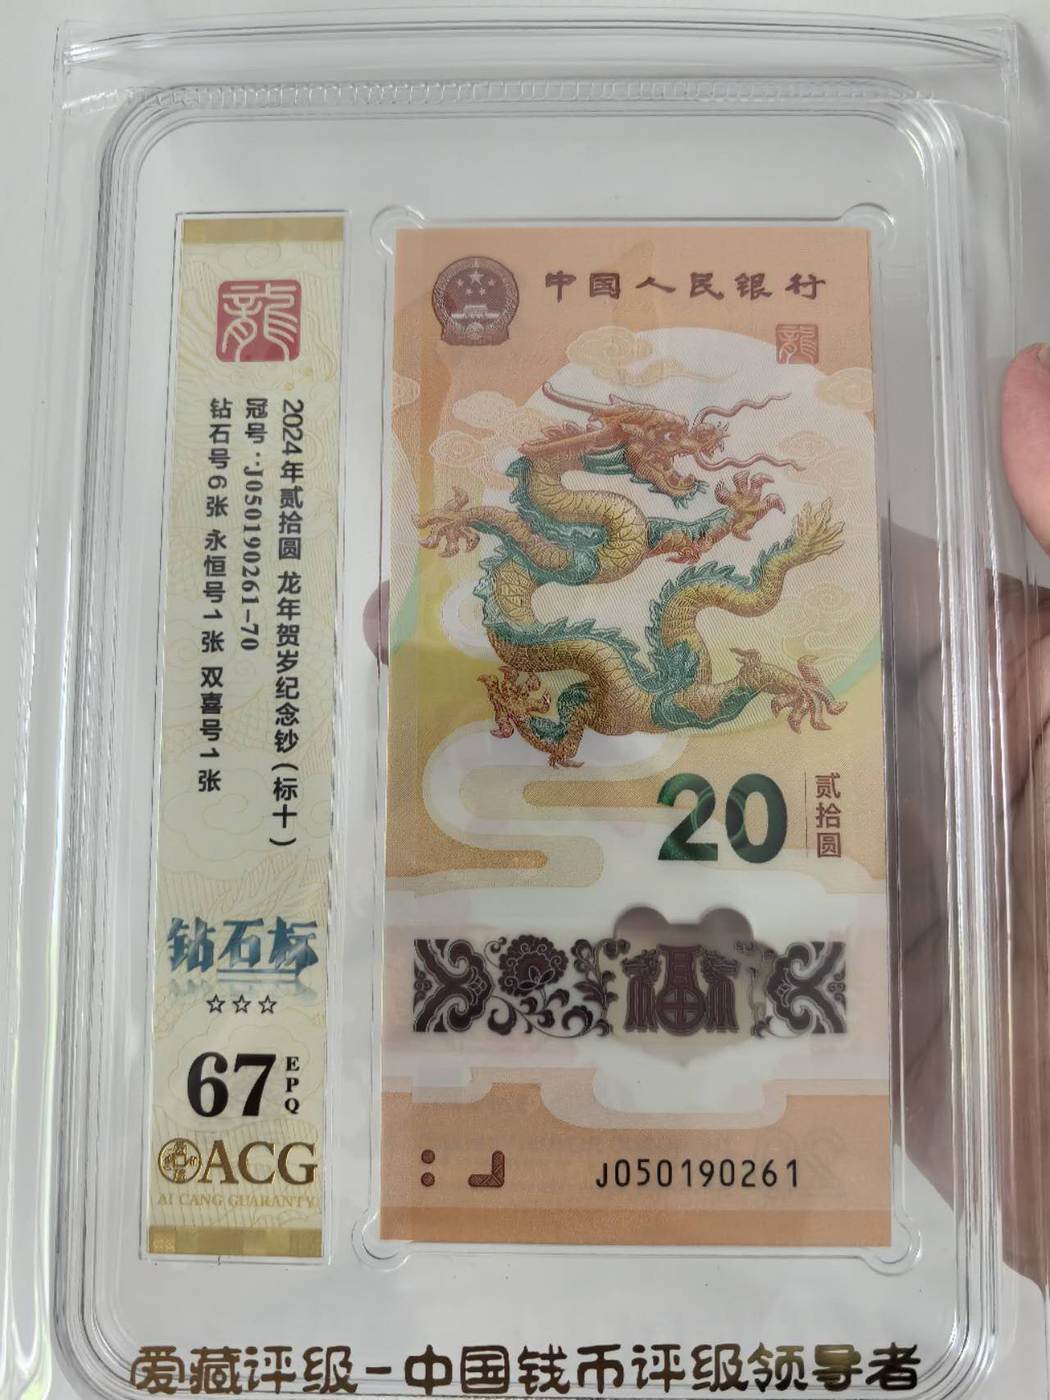 龍
2024年贰拾圆 龙年贺岁纪念钞(标十)
冠号:J050190261-70
钻石号6张 永恒号1张 双喜号1张
钻石标
☆☆☆
67
EPQ
ACG
AI CANG GUARANTY
中国人民银行
龍
20
贰拾圆
福
J050190261
爱藏评级-中国钱币评级领导者